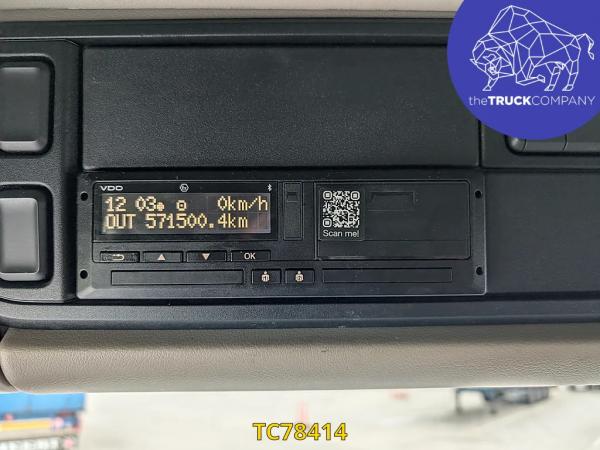 theTRUCKCOMPANY
VDO
12 03 0km/h
OUT 571500.4km
Scan me!
OK
TC78414